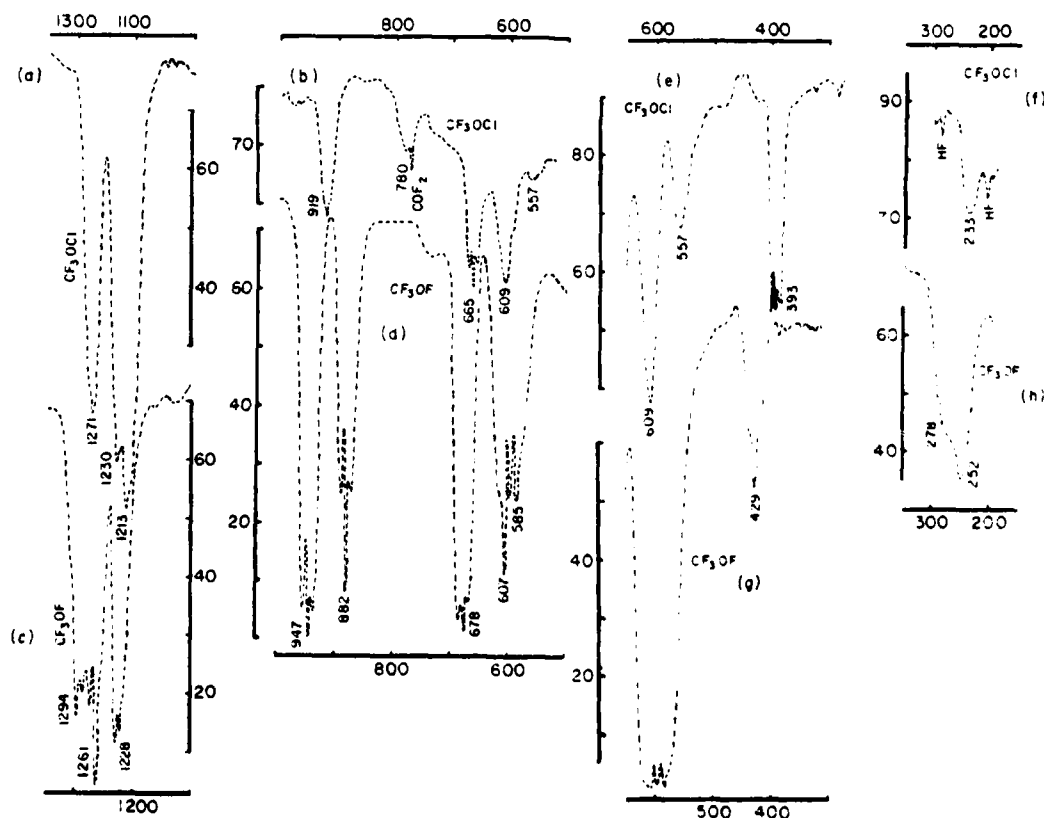 1300 1100
800 600
600 400
300 200
(a)
(b)
(e)
CF₃OCl
(f)
CF₃OCl
CF₃OCl
90
HF
70
780
COF₂
919
557
60
80
557
233
HF
70
CF₃OCl
CF₃OF
665
609
60
(d)
60
393
40
CF₃OF
(h)
60
278
252
1271
1230
1213
609
40
40
429
60
300 200
585
20
40
CF₃OF
(g)
40
(c)
CF₃OF
882
607
947
678
20
1294
20
1261
1228
800 600
1200
500 400